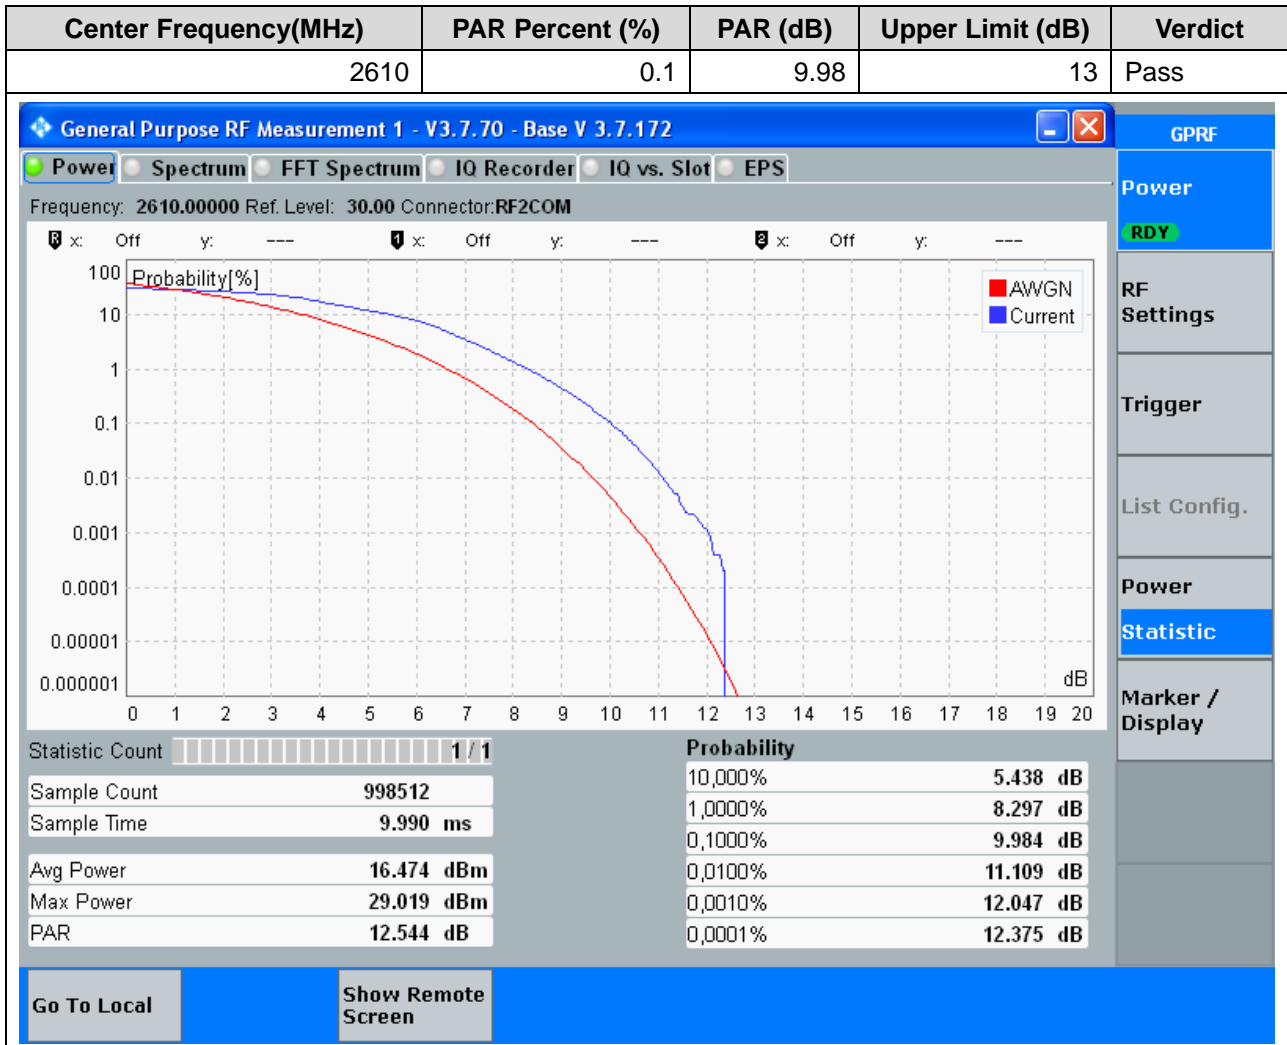 Center Frequency(MHz) PAR Percent (%) PAR (dB) Upper Limit (dB) Verdict
2610 0.1 9.98 13 Pass
General Purpose RF Measurement 1 - V3.7.70 - Base V 3.7.172
GPRF
Power Spectrum FFT Spectrum IQ Recorder IQ vs. Slot EPS
Power
RDY
Frequency: 2610.00000 Ref. Level: 30.00 Connector:RF2COM
R x: Off y: --- 1 x: Off y: --- 2 x: Off y: ---
Probability[%]
AWGN
Current
100
10
1
0.1
0.01
0.001
0.0001
0.00001
0.000001
dB
0 1 2 3 4 5 6 7 8 9 10 11 12 13 14 15 16 17 18 19 20
RF
Settings
Trigger
List Config.
Power
Statistic
Marker /
Display
Statistic Count 1 / 1
Sample Count 998512
Sample Time 9.990 ms
Avg Power 16.474 dBm
Max Power 29.019 dBm
PAR 12.544 dB
Probability
10,000% 5.438 dB
1,0000% 8.297 dB
0,1000% 9.984 dB
0,0100% 11.109 dB
0,0010% 12.047 dB
0,0001% 12.375 dB
Go To Local
Show Remote
Screen